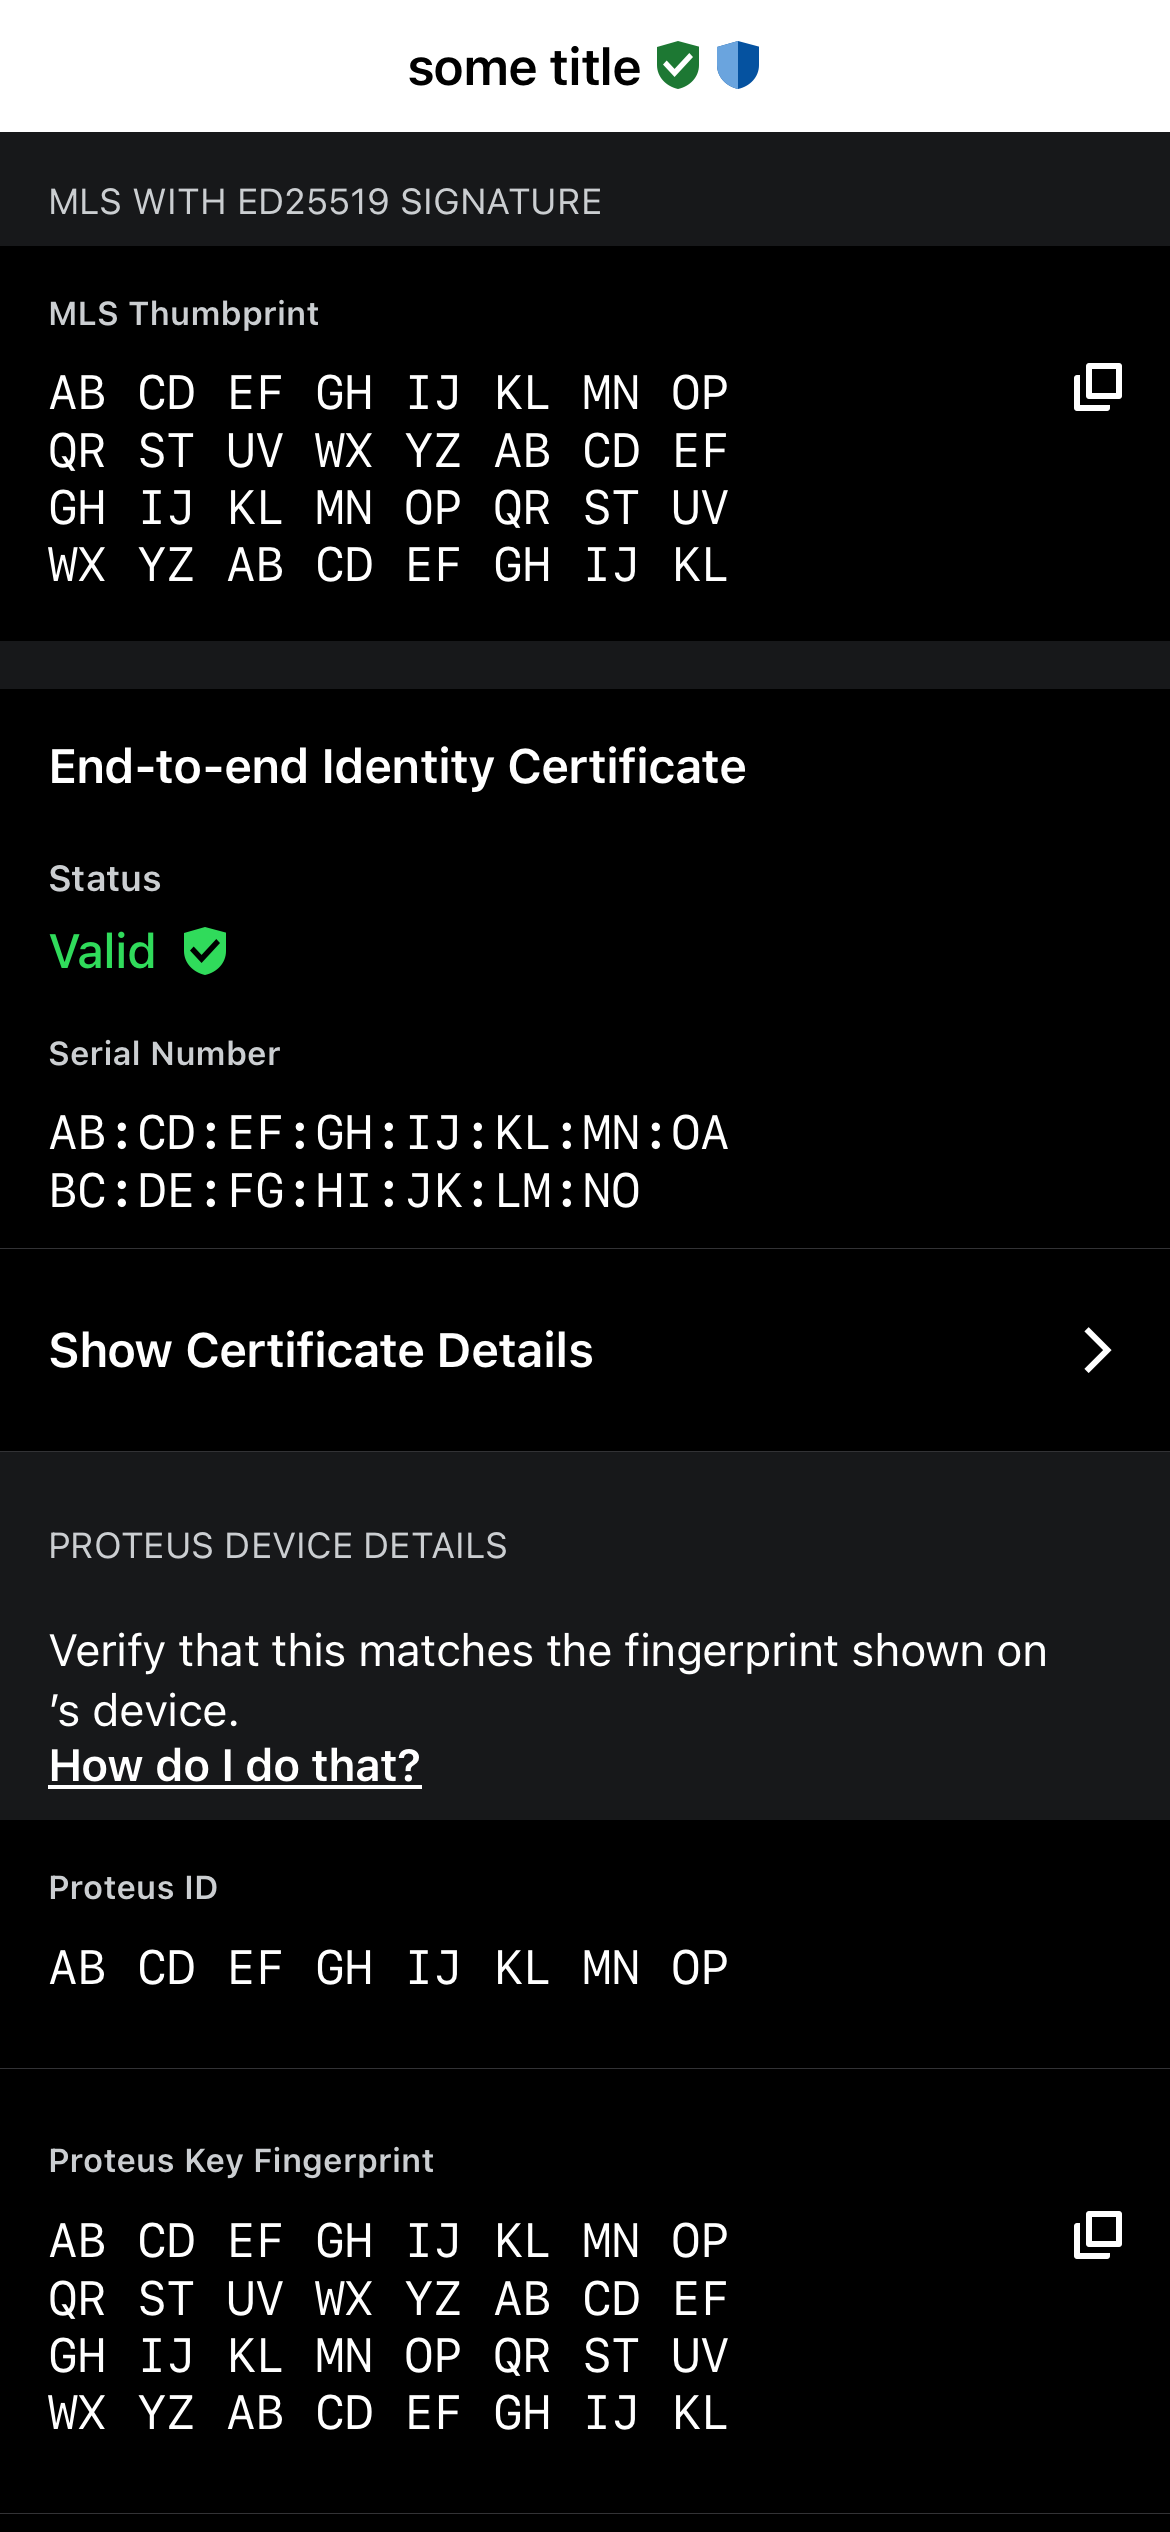 some title
MLS WITH ED25519 SIGNATURE
MLS Thumbprint
AB CD EF GH IJ KL MN OP
QR ST UV WX YZ AB CD EF
GH IJ KL MN OP QR ST UV
WX YZ AB CD EF GH IJ KL
End-to-end Identity Certificate
Status
Valid
Serial Number
AB:CD:EF:GH:IJ:KL:MN:OA
BC:DE:FG:HI:JK:LM:NO
Show Certificate Details
PROTEUS DEVICE DETAILS
Verify that this matches the fingerprint shown on
’s device.
How do I do that?
Proteus ID
AB CD EF GH IJ KL MN OP
Proteus Key Fingerprint
AB CD EF GH IJ KL MN OP
QR ST UV WX YZ AB CD EF
GH IJ KL MN OP QR ST UV
WX YZ AB CD EF GH IJ KL